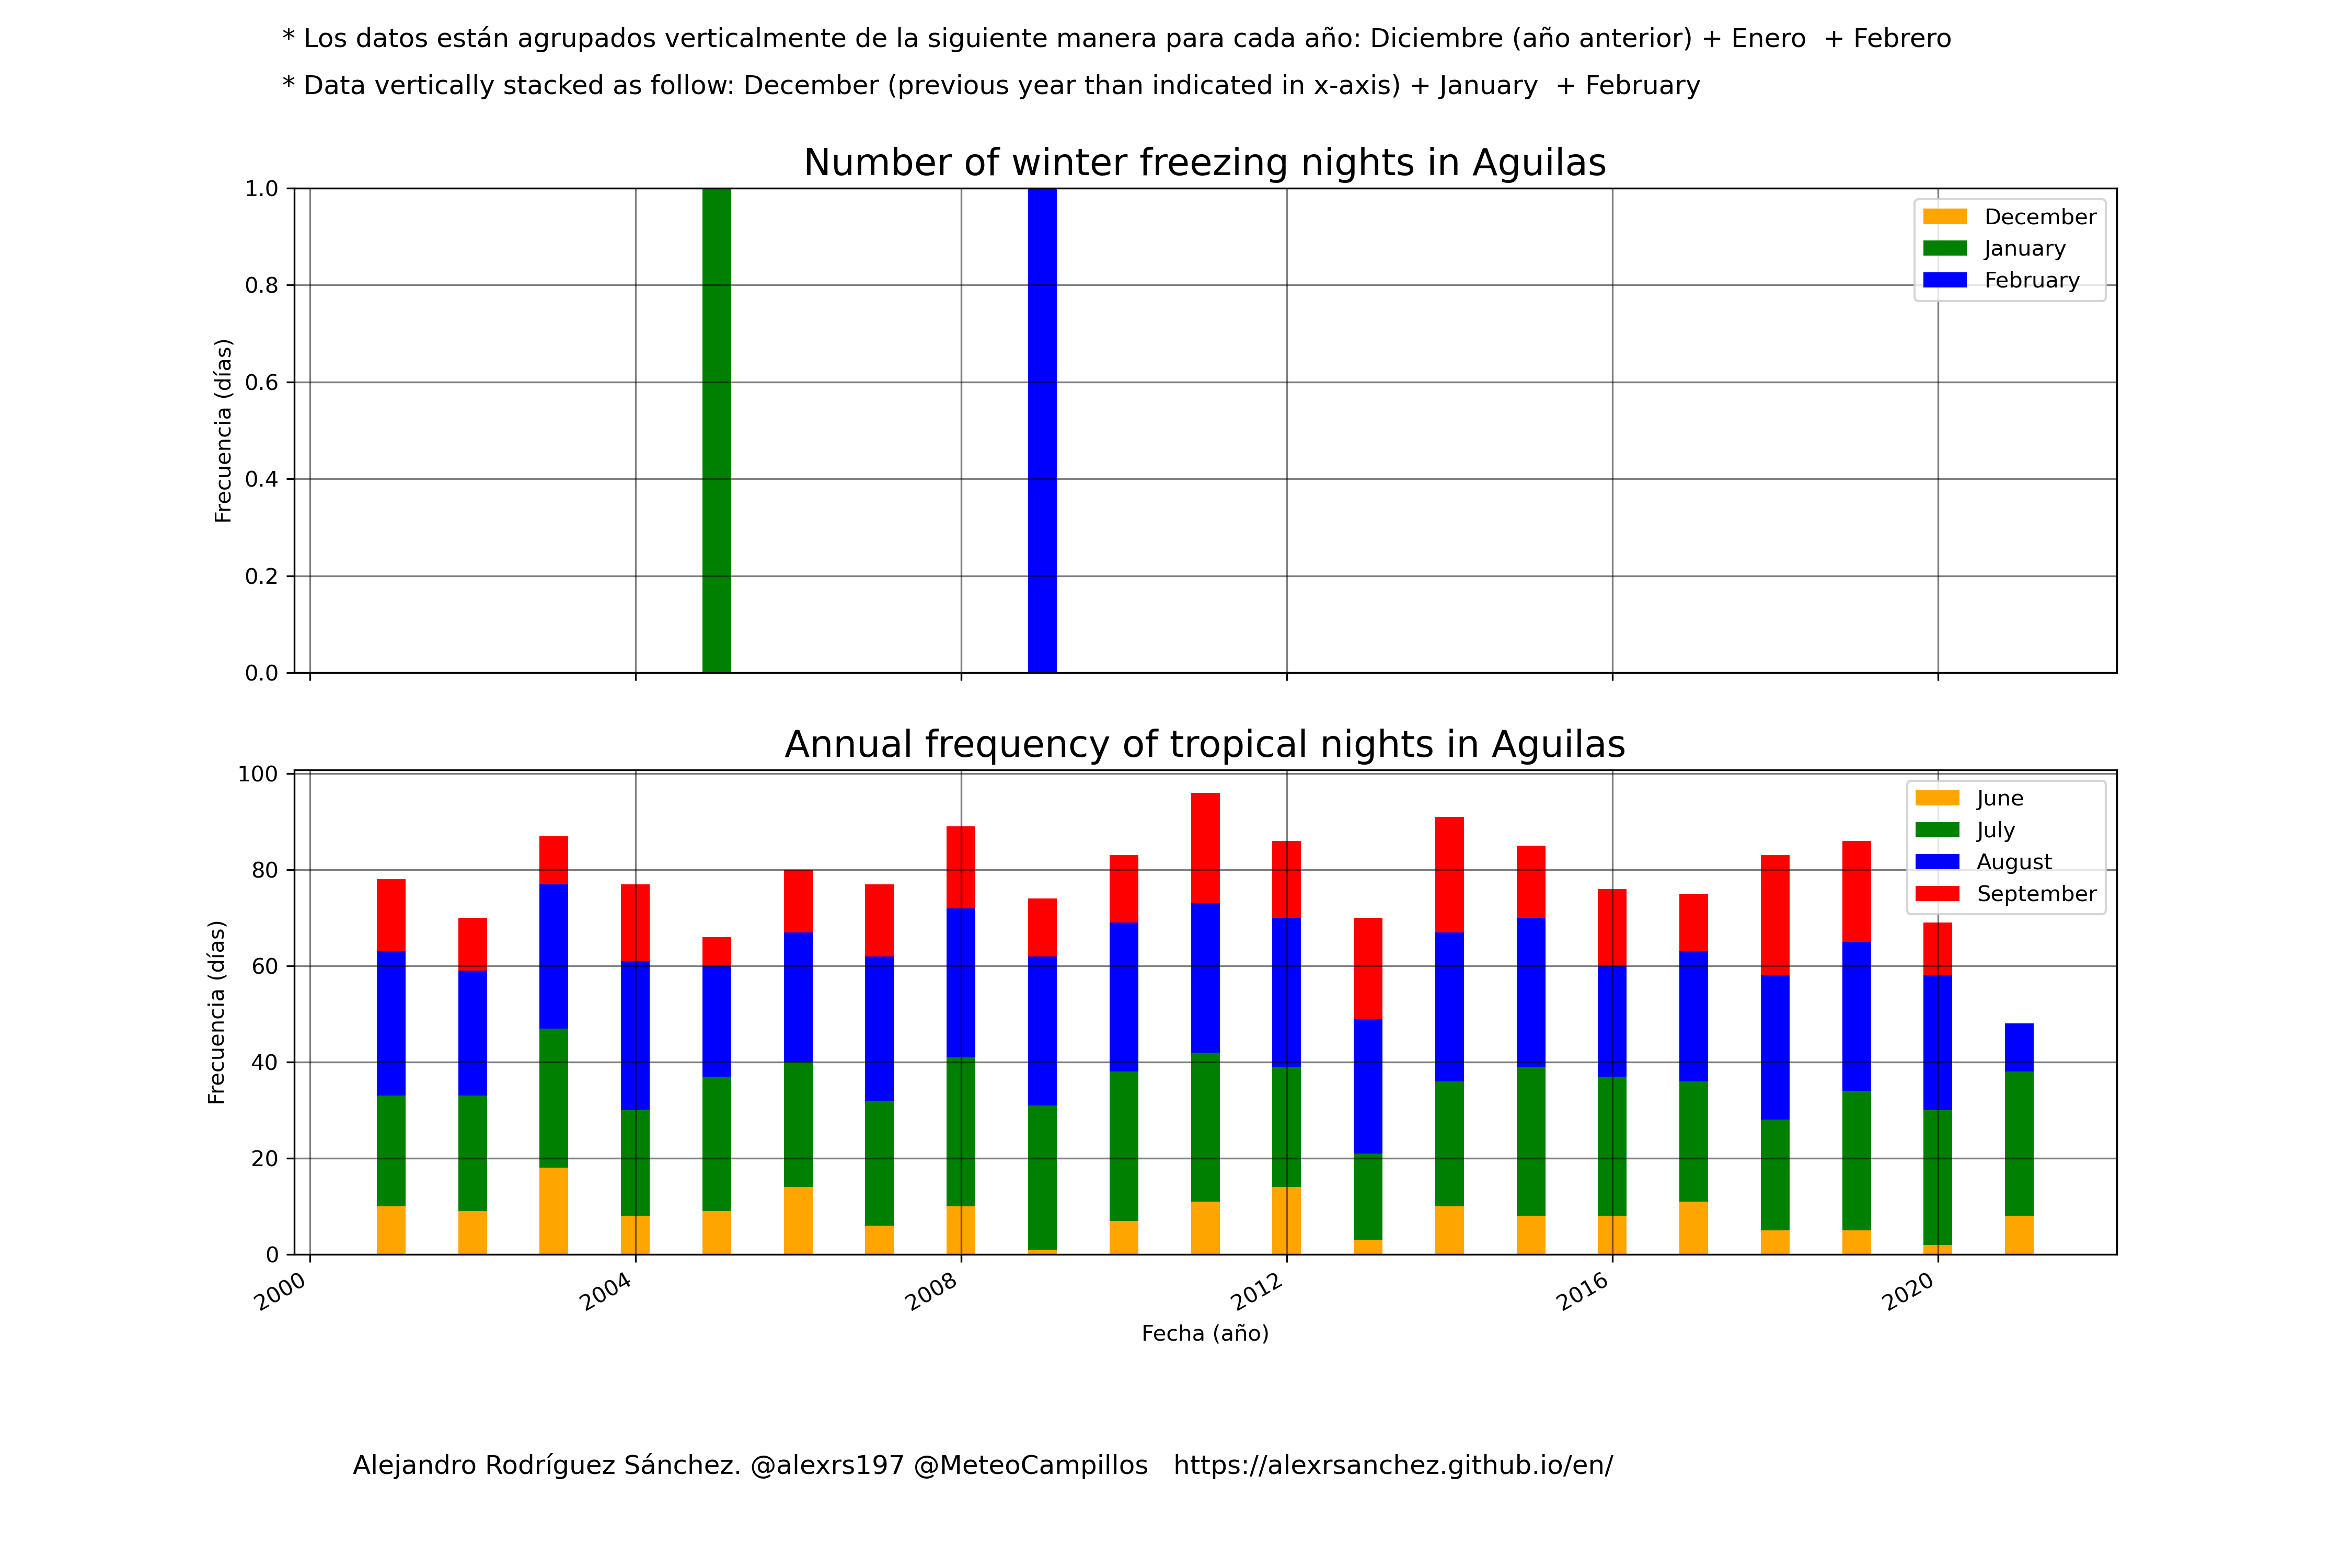 * Los datos están agrupados verticalmente de la siguiente manera para cada año: Diciembre (año anterior) + Enero  + Febrero
* Data vertically stacked as follow: December (previous year than indicated in x-axis) + January  + February
Number of winter freezing nights in Aguilas
1.0
0.8
0.6
0.4
0.2
0.0
Frecuencia (días)
December
January
February
Annual frequency of tropical nights in Aguilas
100
80
60
40
20
0
Frecuencia (días)
June
July
August
September
2000 2004 2008 2012 2016 2020
Fecha (año)
Alejandro Rodríguez Sánchez. @alexrs197 @MeteoCampillos   https://alexrsanchez.github.io/en/